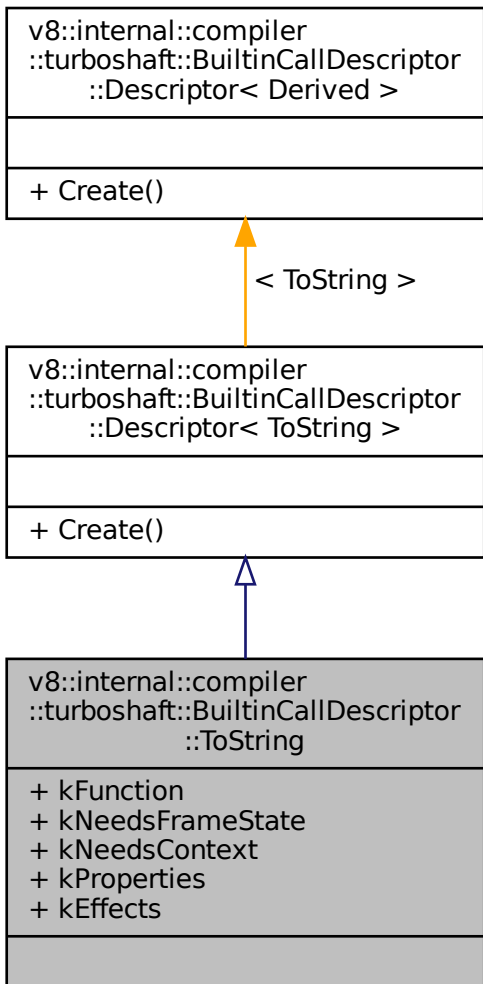 v8::internal::compiler
::turboshaft::BuiltinCallDescriptor
::Descriptor< Derived >
+ Create()
< ToString >
v8::internal::compiler
::turboshaft::BuiltinCallDescriptor
::Descriptor< ToString >
+ Create()
v8::internal::compiler
::turboshaft::BuiltinCallDescriptor
::ToString
+ kFunction
+ kNeedsFrameState
+ kNeedsContext
+ kProperties
+ kEffects